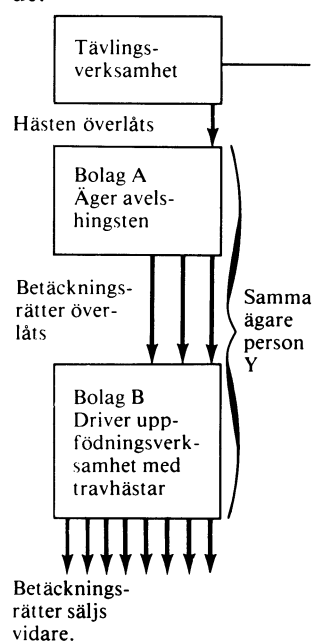 Tävlings-
verksamhet
Hästen överlåts
Bolag A
Äger avels-
hingsten
Betäcknings-
rätter över-
låts
Samma
ägare
person
Y
Bolag B
Driver upp-
födningsverk-
samhet med
travhästar
Betäcknings-
rätter säljs
vidare.